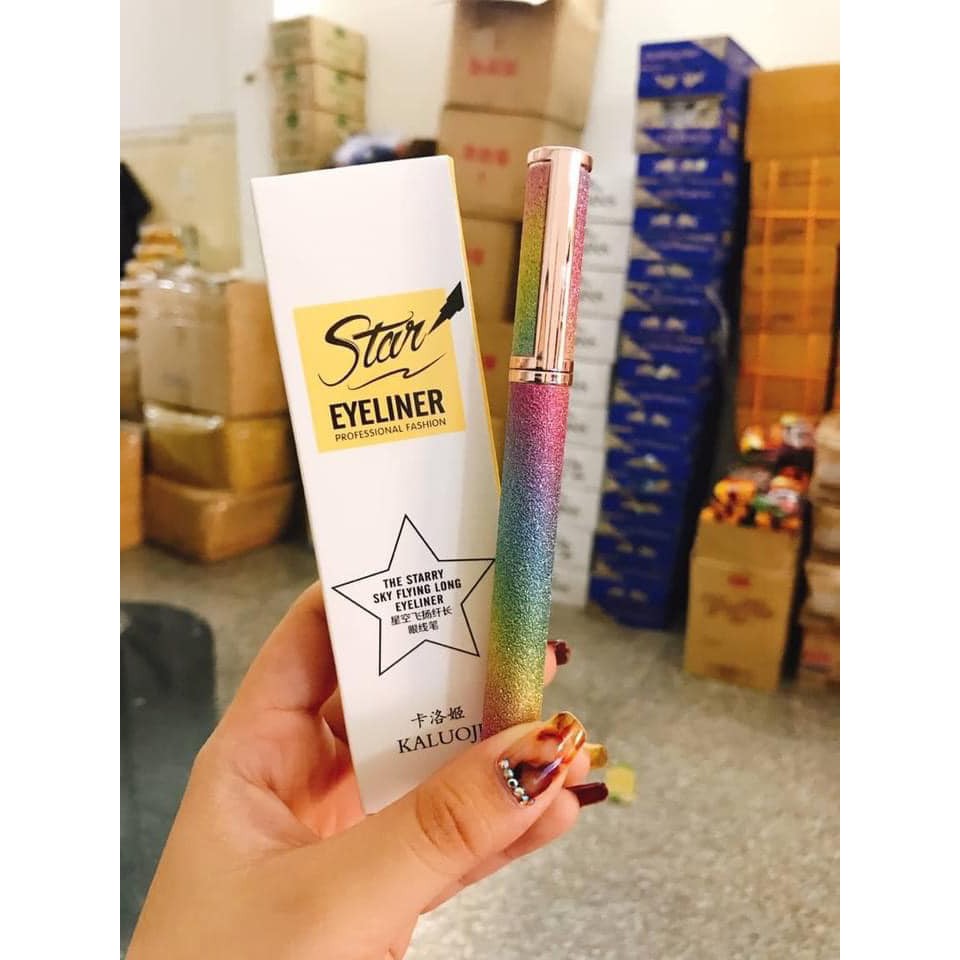 Star
EYELINER
PROFESSIONAL FASHION
THE STARRY
SKY FLYING LONG
EYELINER
星空飞扬纤长
眼线笔
卡洛姬
KALUOJI